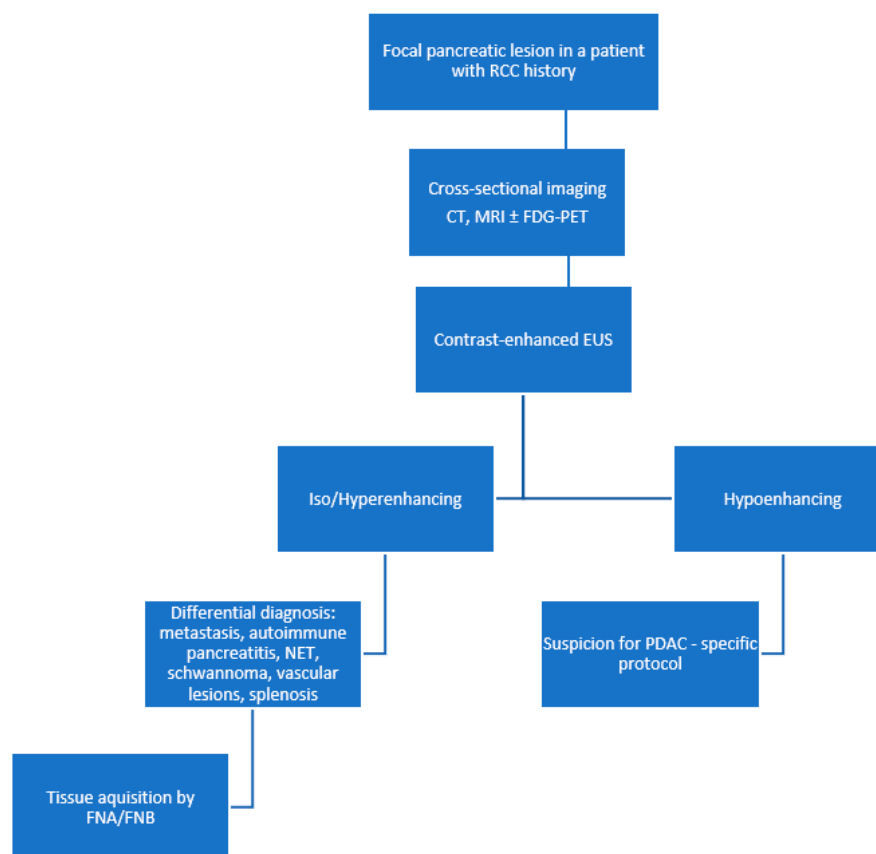 Focal pancreatic lesion in a patient
with RCC history
Cross-sectional imaging
CT, MRI ± FDG-PET
Contrast-enhanced EUS
Iso/Hyperenhancing
Hypoenhancing
Differential diagnosis:
metastasis, autoimmune
pancreatitis, NET,
schwannoma, vascular
lesions, splenosis
Suspicion for PDAC - specific
protocol
Tissue aquisition by
FNA/FNB